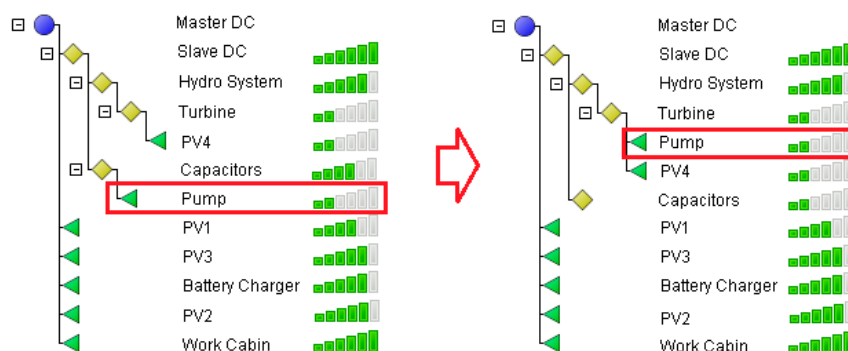 Master DC
Slave DC
Hydro System
Turbine
PV4
Capacitors
Pump
PV1
PV3
Battery Charger
PV2
Work Cabin
Master DC
Slave DC
Hydro System
Turbine
Pump
PV4
Capacitors
PV1
PV3
Battery Charger
PV2
Work Cabin